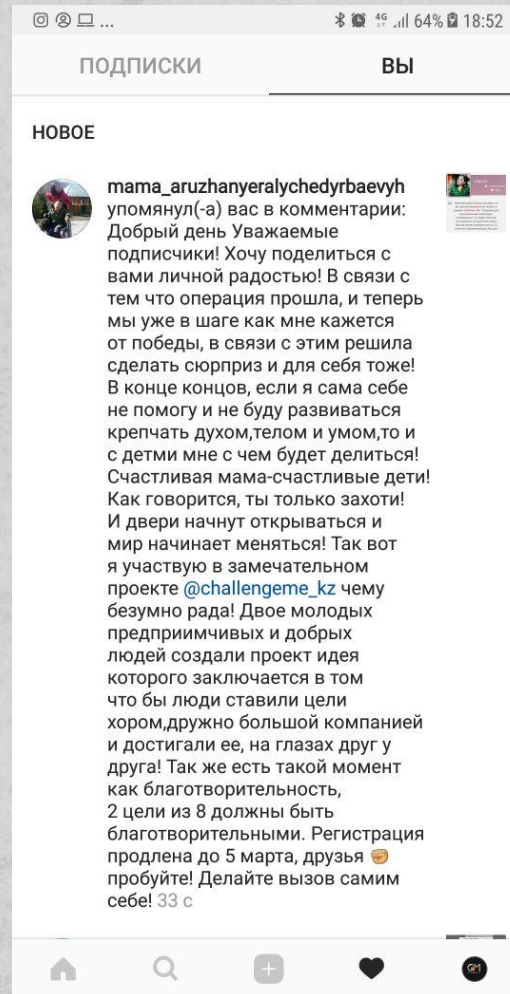 ... 4G 64% 18:52
ПОДПИСКИ ВЫ
НОВОЕ
mama_aruzhanyeralychedyrbaevyh
упомянул(-а) вас в комментарии:
Добрый день Уважаемые
подписчики! Хочу поделиться с
вами личной радостью! В связи с
тем что операция прошла, и теперь
мы уже в шаге как мне кажется
от победы, в связи с этим решила
сделать сюрприз и для себя тоже!
В конце концов, если я сама себе
не помогу и не буду развиваться
крепчать духом,телом и умом,то и
с детми мне с чем будет делиться!
Счастливая мама-счастливые дети!
Как говорится, ты только захоти!
И двери начнут открываться и
мир начинает меняться! Так вот
я участвую в замечательном
проекте @challengeme_kz чему
безумно рада! Двое молодых
предприимчивых и добрых
людей создали проект идея
которого заключается в том
что бы люди ставили цели
хором,дружно большой компанией
и достигали ее, на глазах друг у
друга! Так же есть такой момент
как благотворительность,
2 цели из 8 должны быть
благотворительными. Регистрация
продлена до 5 марта, друзья ✊
пробуйте! Делайте вызов самим
себе! 33 с